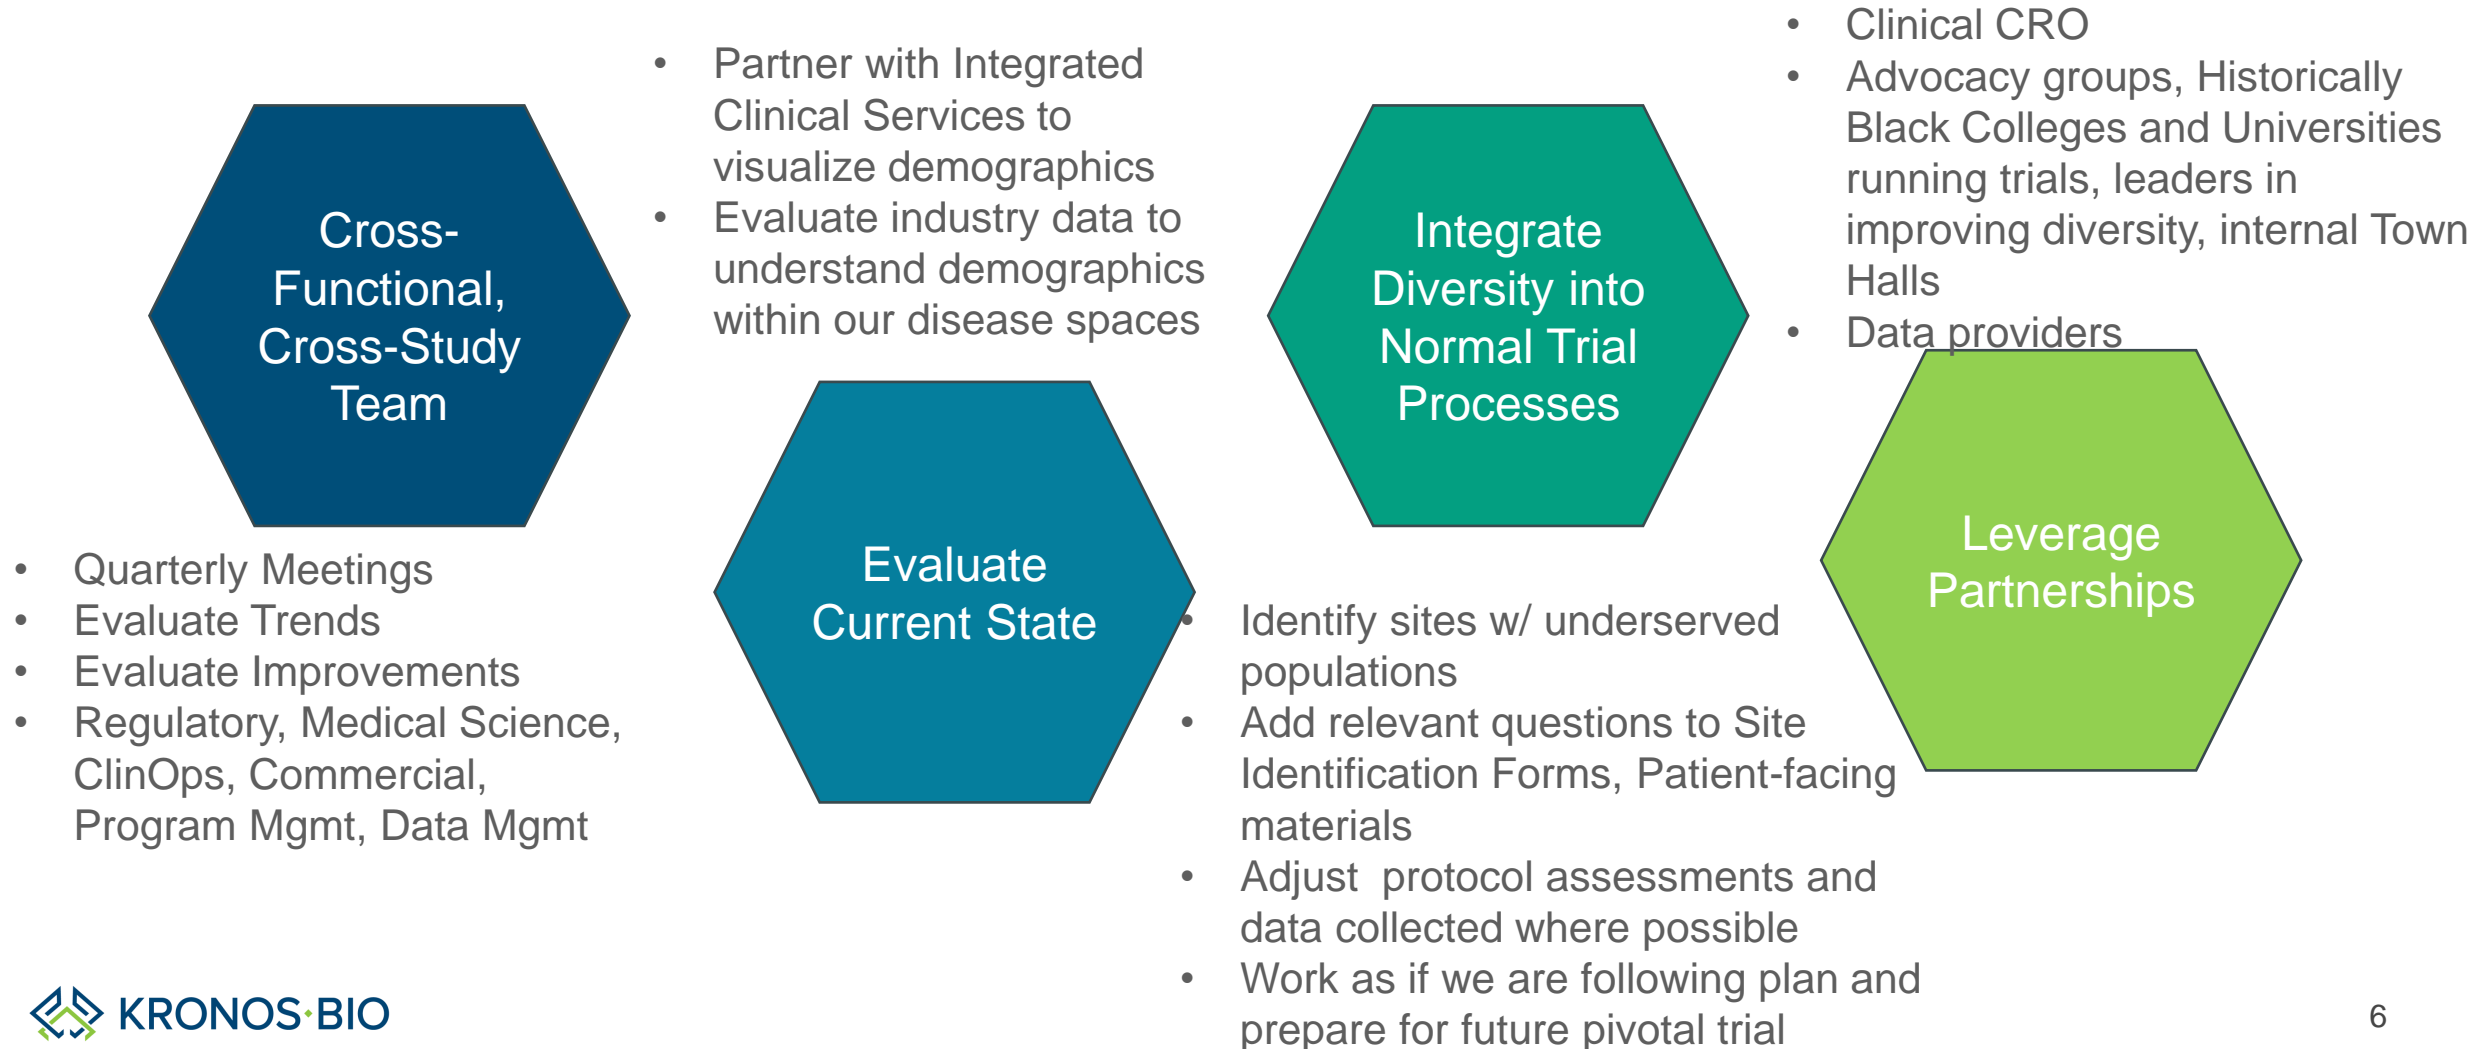 Cross-
Functional,
Cross-Study
Team
• Quarterly Meetings
• Evaluate Trends
• Evaluate Improvements
• Regulatory, Medical Science,
ClinOps, Commercial,
Program Mgmt, Data Mgmt
• Partner with Integrated
Clinical Services to
visualize demographics
• Evaluate industry data to
understand demographics
within our disease spaces
Evaluate
Current State
Integrate
Diversity into
Normal Trial
Processes
• Identify sites w/ underserved
populations
• Add relevant questions to Site
Identification Forms, Patient-facing
materials
• Adjust  protocol assessments and
data collected where possible
• Work as if we are following plan and
prepare for future pivotal trial
• Clinical CRO
• Advocacy groups, Historically
Black Colleges and Universities
running trials, leaders in
improving diversity, internal Town
Halls
• Data providers
Leverage
Partnerships
KRONOS·BIO
6